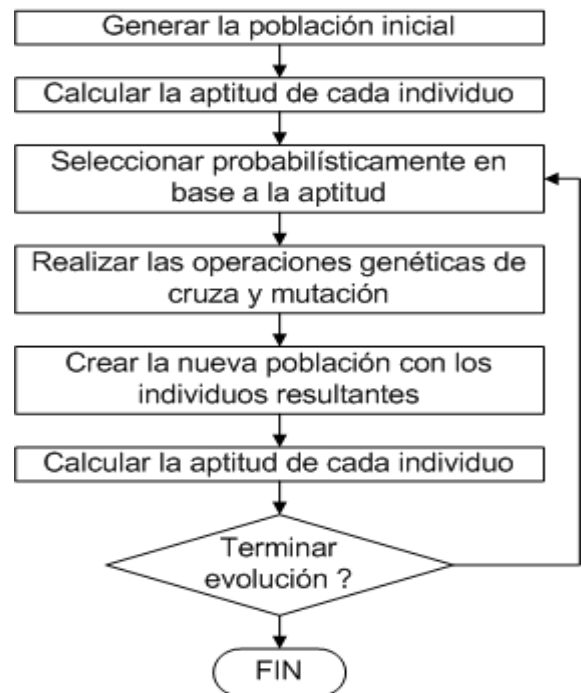 Generar la población inicial
Calcular la aptitud de cada individuo
Seleccionar probabilísticamente en
base a la aptitud
Realizar las operaciones genéticas de
cruza y mutación
Crear la nueva población con los
individuos resultantes
Calcular la aptitud de cada individuo
Terminar
evolución ?
FIN